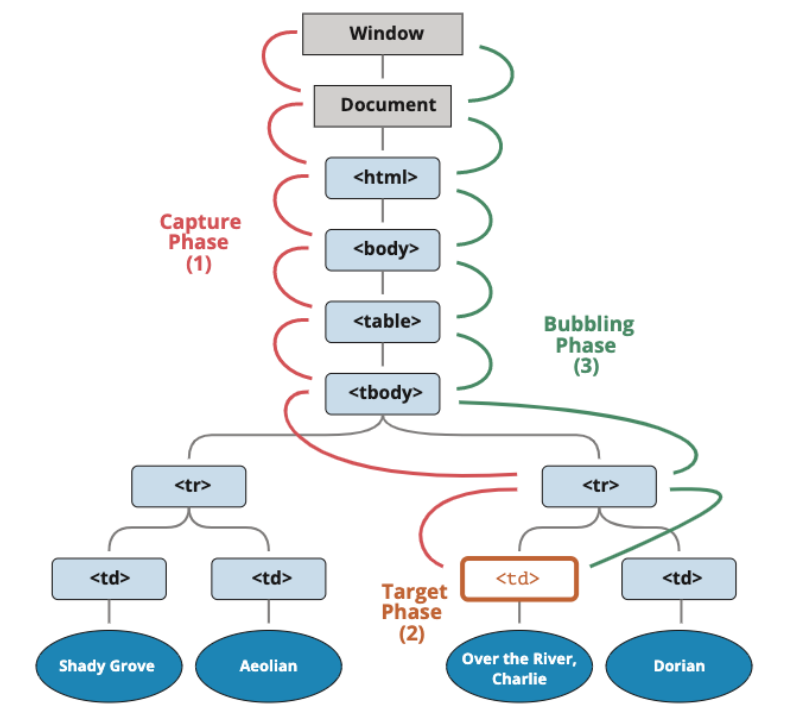 Window
Document
<html>
<body>
<table>
<tbody>
Capture
Phase
(1)
Bubbling
Phase
(3)
<tr>
<tr>
<td>
<td>
<td>
<td>
Target
Phase
(2)
Shady Grove
Aeolian
Over the River,
Charlie
Dorian